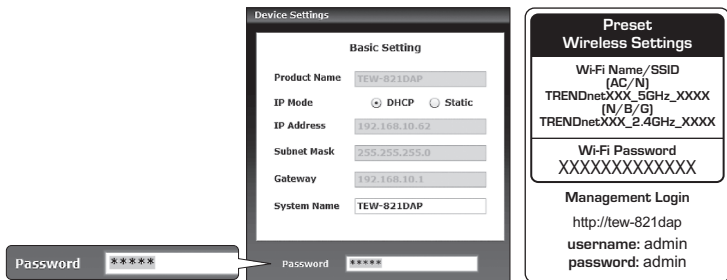 Device Settings
Basic Setting
Product Name TEW-821DAP
IP Mode DHCP Static
IP Address 192.168.10.62
Subnet Mask 255.255.255.0
Gateway 192.168.10.1
System Name TEW-821DAP
Password *****
Password *****
Preset
Wireless Settings
Wi-Fi Name/SSID
(AC/N)
TRENDnetXXX_5GHz_XXXX
(N/B/G)
TRENDnetXXX_2.4GHz_XXXX
Wi-Fi Password
XXXXXXXXXXXXX
Management Login
http://tew-821dap
username: admin
password: admin